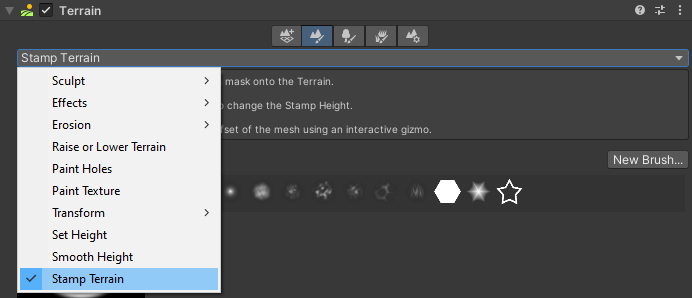 Terrain
Stamp Terrain
Sculpt
mask onto the Terrain.
Effects
o change the Stamp Height.
Erosion
fset of the mesh using an interactive gizmo.
Raise or Lower Terrain
Paint Holes
New Brush...
Paint Texture
Transform
Set Height
Smooth Height
Stamp Terrain